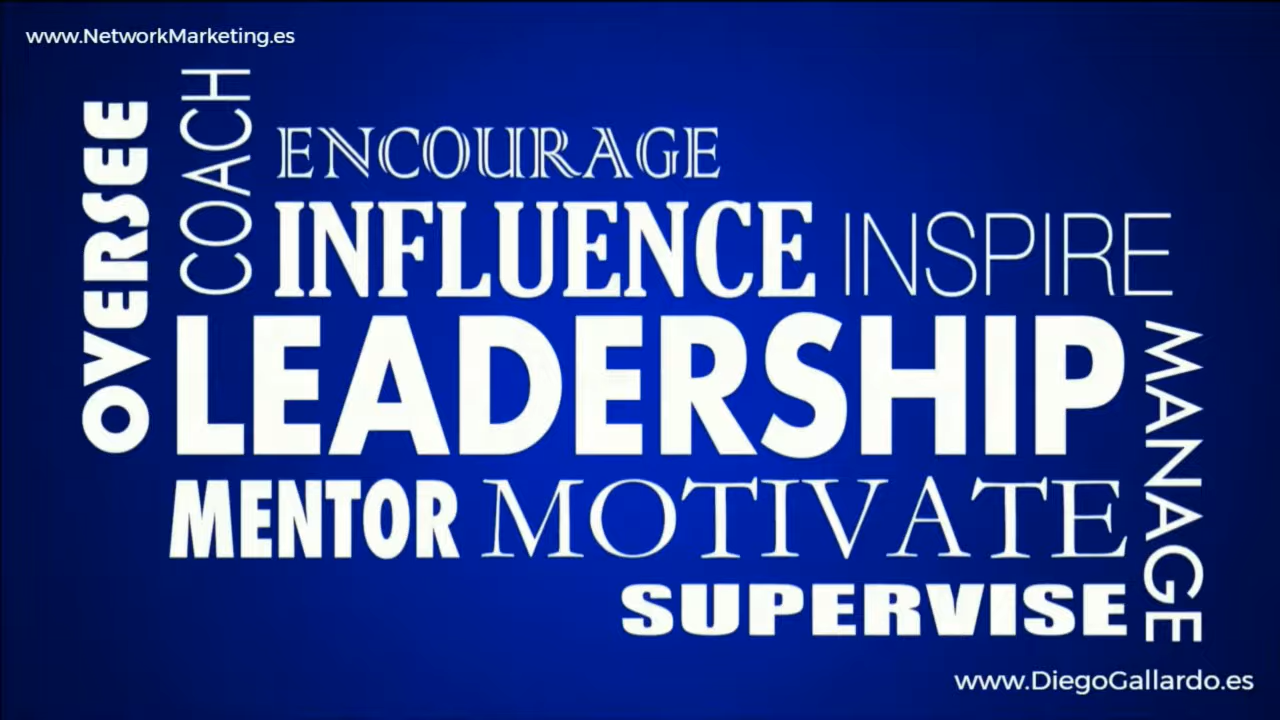 www.NetworkMarketing.es
OVERSEE
COACH
ENCOURAGE
INFLUENCE INSPIRE
LEADERSHIP
MANAGE
MENTOR MOTIVATE
SUPERVISE
www.DiegoGallardo.es